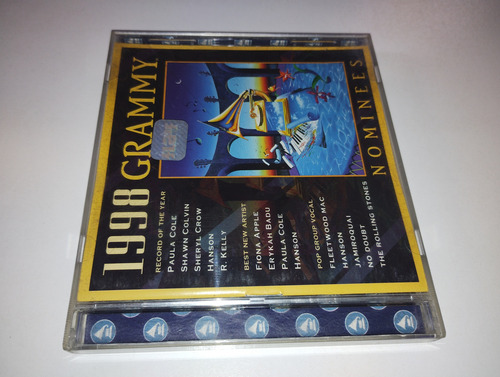 1998 GRAMMY
NOMINEES
RECORD OF THE YEAR
PAULA COLE
SHAWN COLVIN
SHERYL CROW
HANSON
R. KELLY
BEST NEW ARTIST
FIONA APPLE
ERYKAH BADU
PAULA COLE
HANSON
POP GROUP VOCAL
FLEETWOOD MAC
HANSON
JAMIROQUAI
NO DOUBT
THE ROLLING STONES